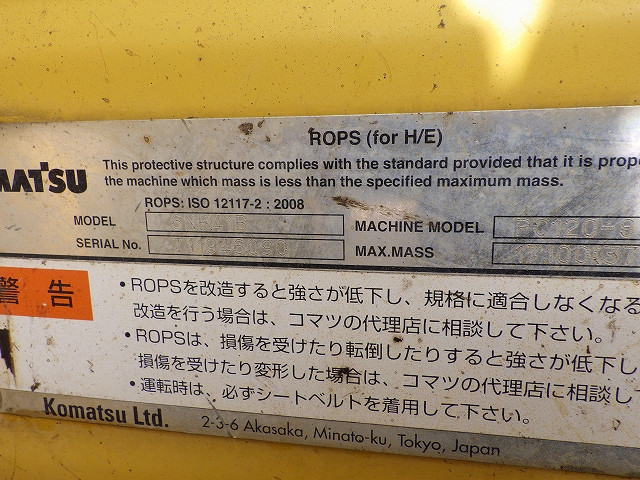 ROPS (for H/E)
MATSU
This protective structure complies with the standard provided that it is prope
the machine which mass is less than the specified maximum mass.
ROPS: ISO 12117-2 : 2008
MODEL MACHINE MODEL
SERIAL No. MAX.MASS
警告
・ROPSを改造すると強さが低下し、規格に適合しなくなる
改造を行う場合は、コマツの代理店に相談して下さい。
・ROPSは、損傷を受けたり転倒したりすると強さが低下し
損傷を受けたり変形した場合は、コマツの代理店に相談して
・運転時は、必ずシートベルトを着用して下さい。
Komatsu Ltd. 2-3-6 Akasaka, Minato-ku, Tokyo, Japan